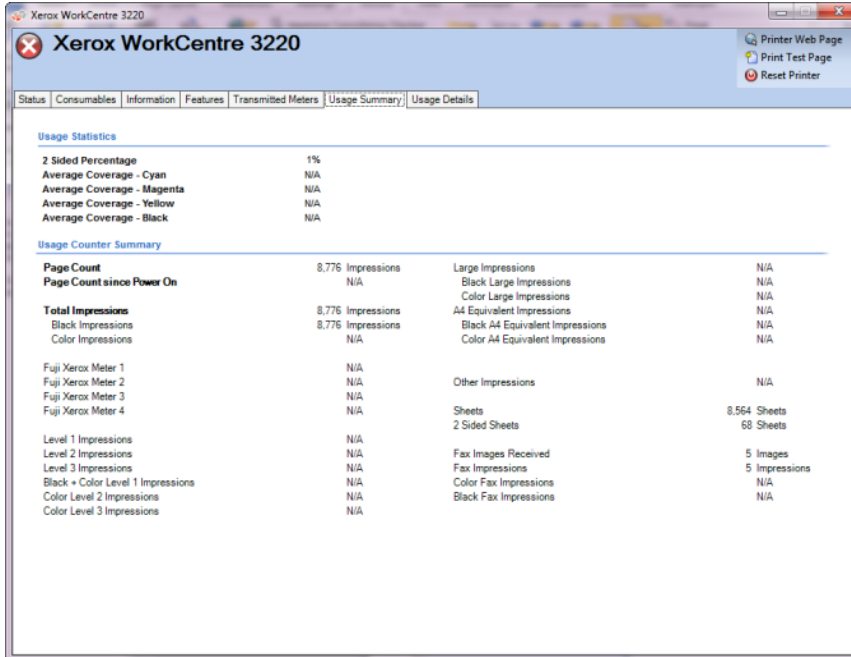 Xerox WorkCentre 3220
Xerox WorkCentre 3220
Printer Web Page
Print Test Page
Reset Printer
Status Consumables Information Features Transmitted Meters Usage Summary Usage Details
Usage Statistics
2 Sided Percentage 1%
Average Coverage - Cyan N/A
Average Coverage - Magenta N/A
Average Coverage - Yellow N/A
Average Coverage - Black N/A
Usage Counter Summary
Page Count 8,776 Impressions
Page Count since Power On N/A
Total Impressions 8,776 Impressions
Black Impressions 8,776 Impressions
Color Impressions N/A
Fuji Xerox Meter 1 N/A
Fuji Xerox Meter 2 N/A
Fuji Xerox Meter 3 N/A
Fuji Xerox Meter 4 N/A
Level 1 Impressions N/A
Level 2 Impressions N/A
Level 3 Impressions N/A
Black + Color Level 1 Impressions N/A
Color Level 2 Impressions N/A
Color Level 3 Impressions N/A
Large Impressions N/A
Black Large Impressions N/A
Color Large Impressions N/A
A4 Equivalent Impressions N/A
Black A4 Equivalent Impressions N/A
Color A4 Equivalent Impressions N/A
Other Impressions N/A
Sheets 8,564 Sheets
2 Sided Sheets 68 Sheets
Fax Images Received 5 Images
Fax Impressions 5 Impressions
Color Fax Impressions N/A
Black Fax Impressions N/A